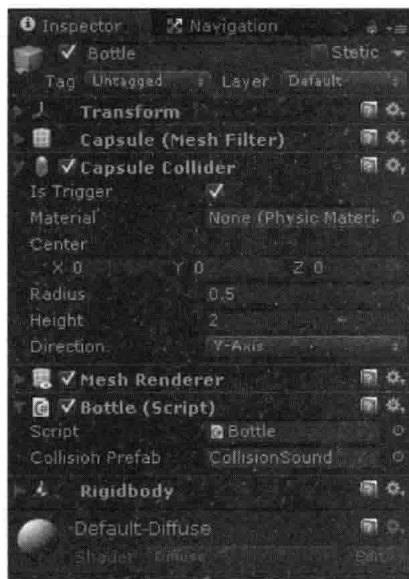 Inspector Navigation
Bottle Static
Tag Untagged Layer Default
Transform
Capsule (Mesh Filter)
Capsule Collider
Is Trigger
Material None (Physic Materi
Center
X 0 Y 0 Z 0
Radius 0.5
Height 2
Direction Y-Axis
Mesh Renderer
Bottle (Script)
Script Bottle
Collision Prefab CollisionSound
Rigidbody
Default-Diffuse
Shader Diffuse Edit